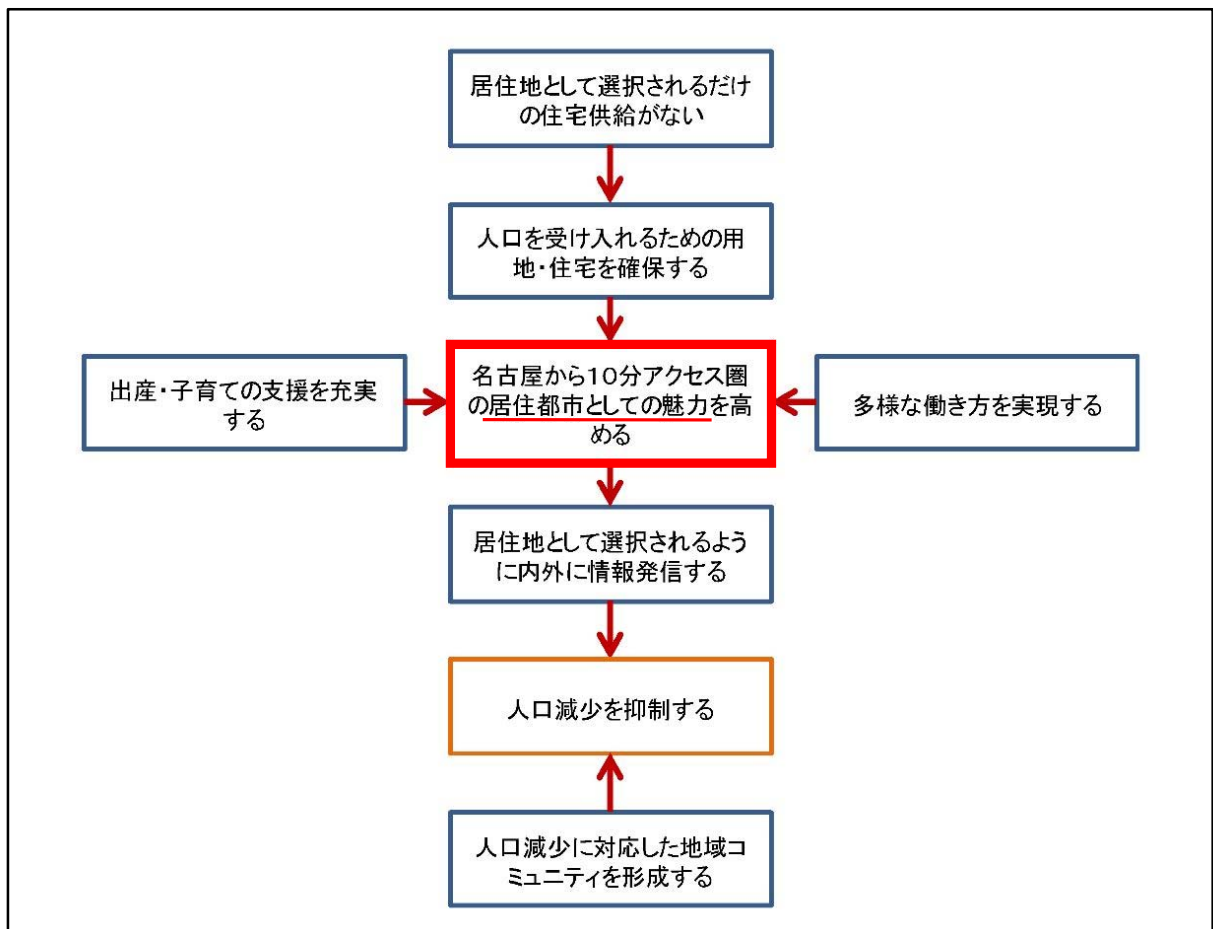 居住地として選択されるだけ
の住宅供給がない
人口を受け入れるための用
地・住宅を確保する
出産・子育ての支援を充実
する
名古屋から10分アクセス圏
の居住都市としての魅力を高
める
多様な働き方を実現する
居住地として選択されるよう
に内外に情報発信する
人口減少を抑制する
人口減少に対応した地域コ
ミュニティを形成する